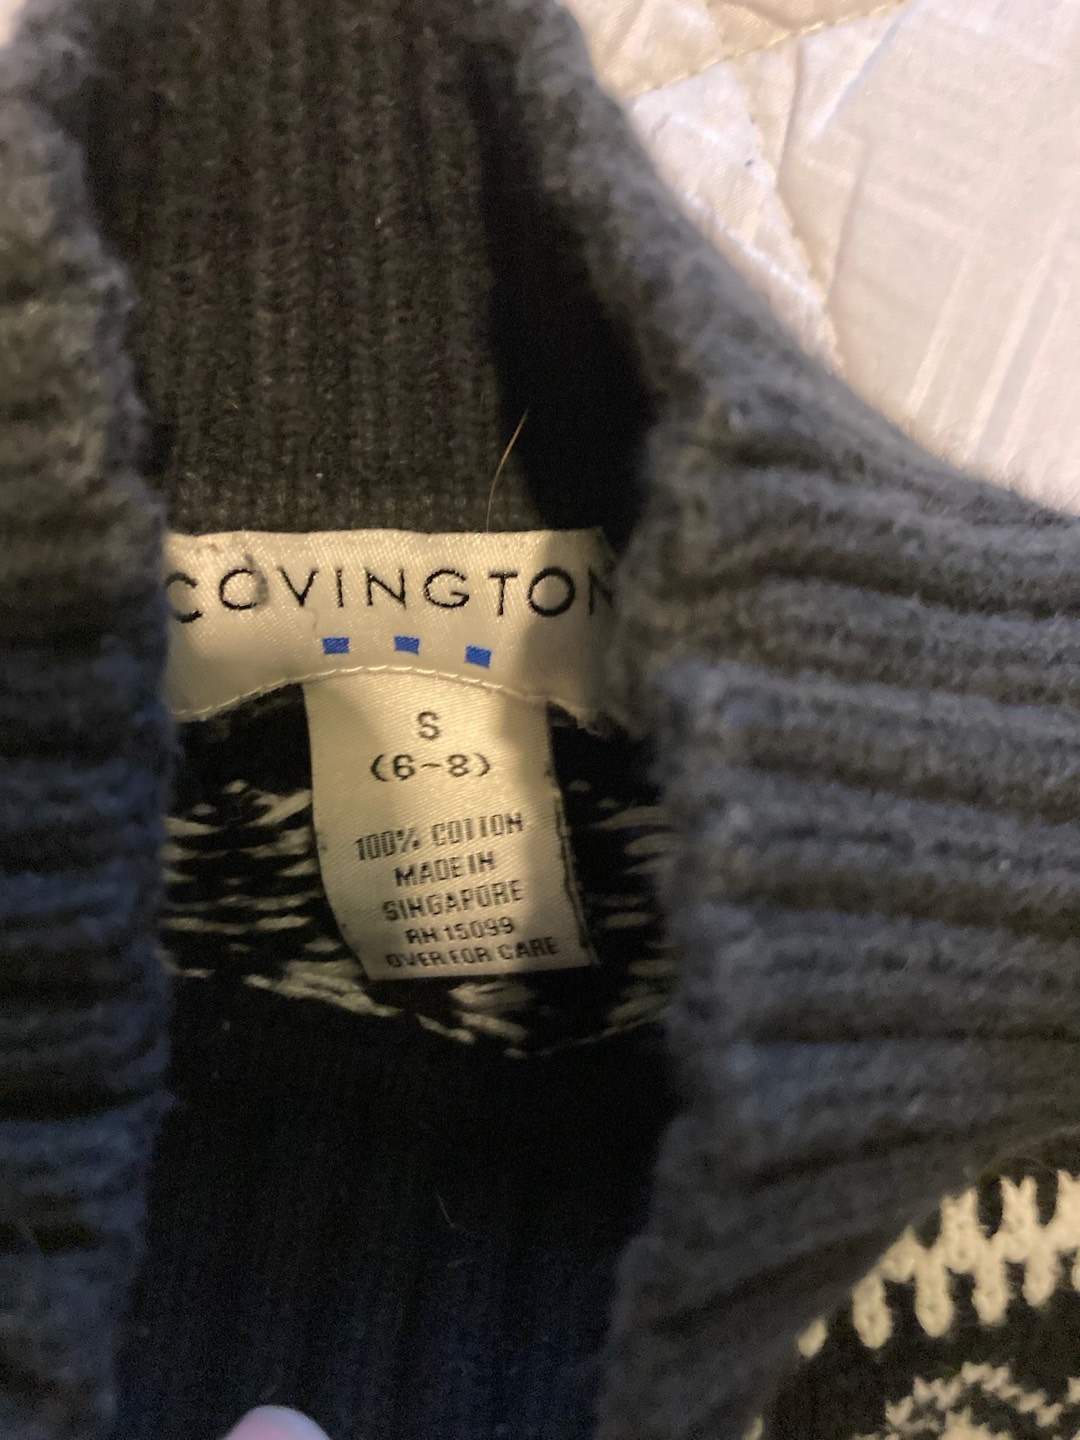 COVINGTON
S
(6-8)
100% COTTON
MADE IN
SINGAPORE
RN 15099
OVER FOR CARE